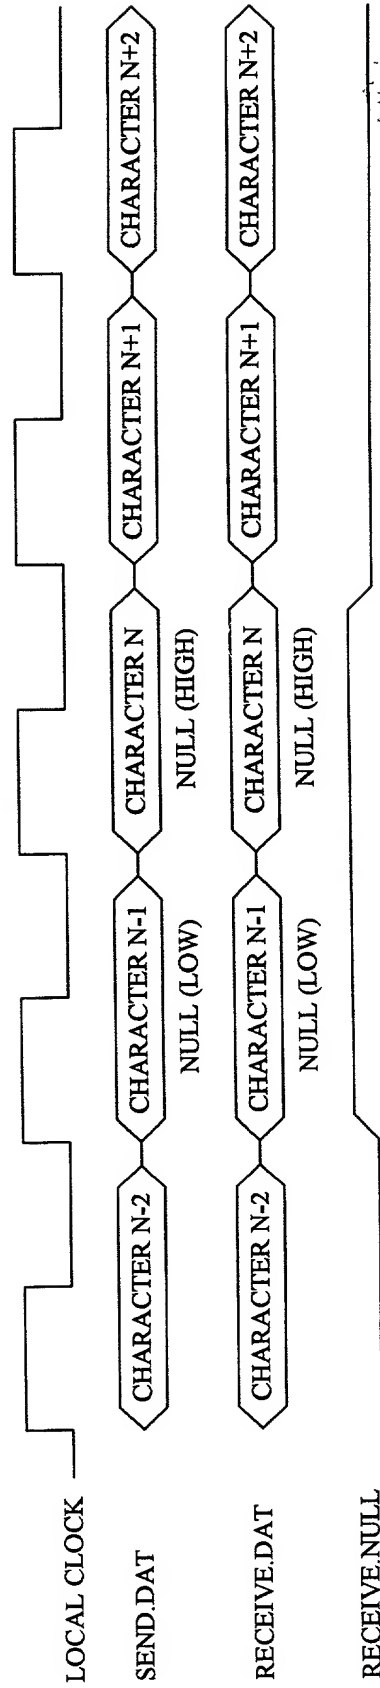 LOCAL CLOCK
SEND.DAT
CHARACTER N-2
CHARACTER N-1
CHARACTER N
CHARACTER N+1
CHARACTER N+2
NULL (LOW)
NULL (HIGH)
RECEIVE.DAT
CHARACTER N-2
CHARACTER N-1
CHARACTER N
CHARACTER N+1
CHARACTER N+2
NULL (LOW)
NULL (HIGH)
RECEIVE.NULL